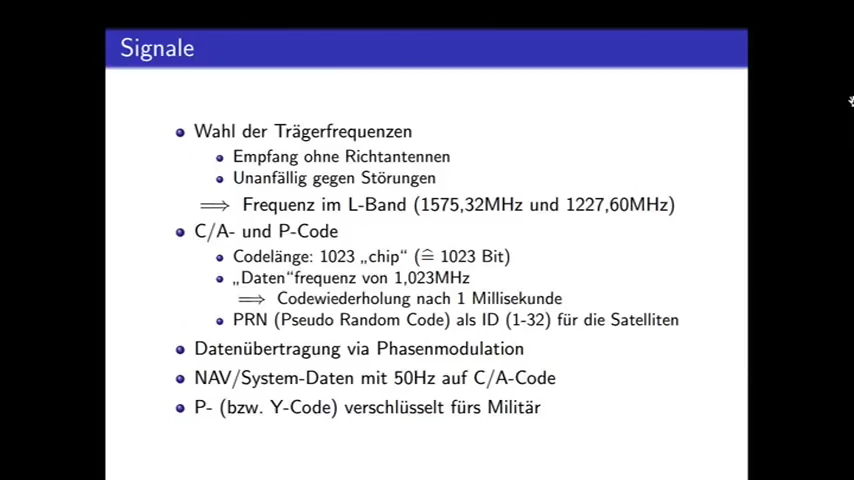 Signale
Wahl der Trägerfrequenzen
Empfang ohne Richtantennen
Unanfällig gegen Störungen
⟹ Frequenz im L-Band (1575,32MHz und 1227,60MHz)
C/A- und P-Code
Codelänge: 1023 „chip“ (≙ 1023 Bit)
„Daten“frequenz von 1,023MHz
⟹ Codewiederholung nach 1 Millisekunde
PRN (Pseudo Random Code) als ID (1-32) für die Satelliten
Datenübertragung via Phasenmodulation
NAV/System-Daten mit 50Hz auf C/A-Code
P- (bzw. Y-Code) verschlüsselt fürs Militär